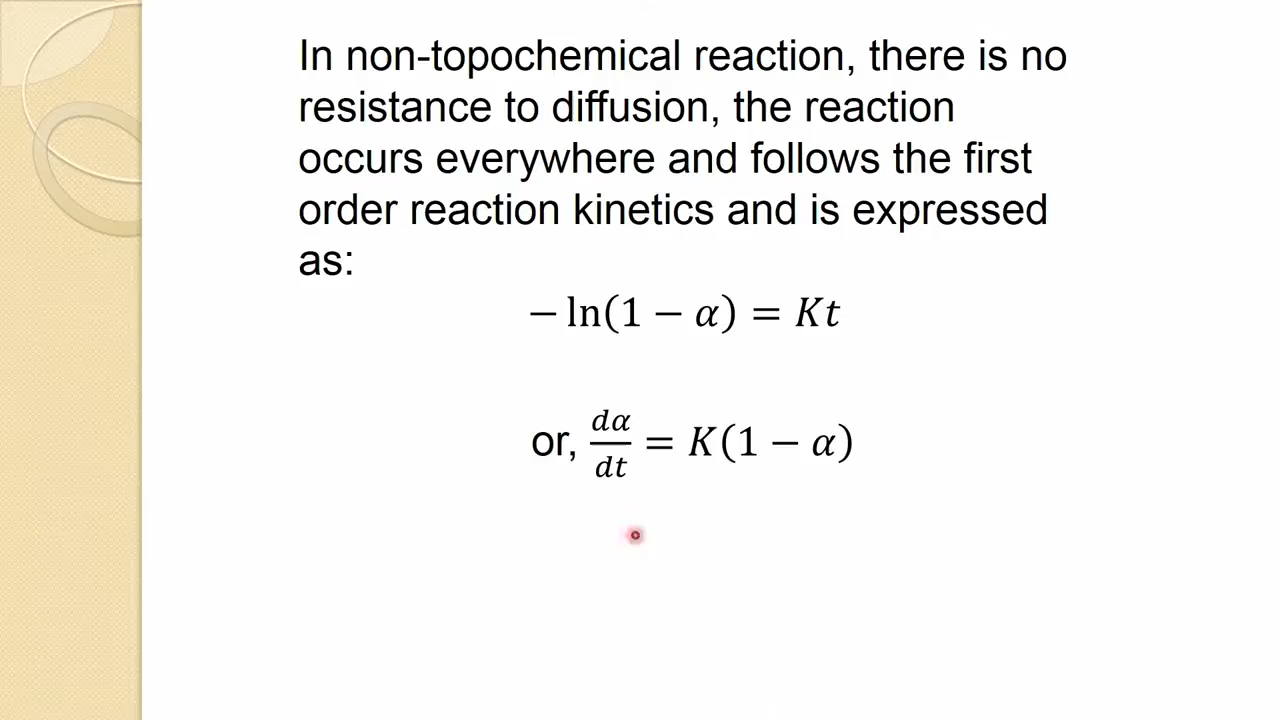 In non-topochemical reaction, there is no
resistance to diffusion, the reaction
occurs everywhere and follows the first
order reaction kinetics and is expressed
as:
− ln(1 − α) = Kt
or, dα/dt = K(1 − α)